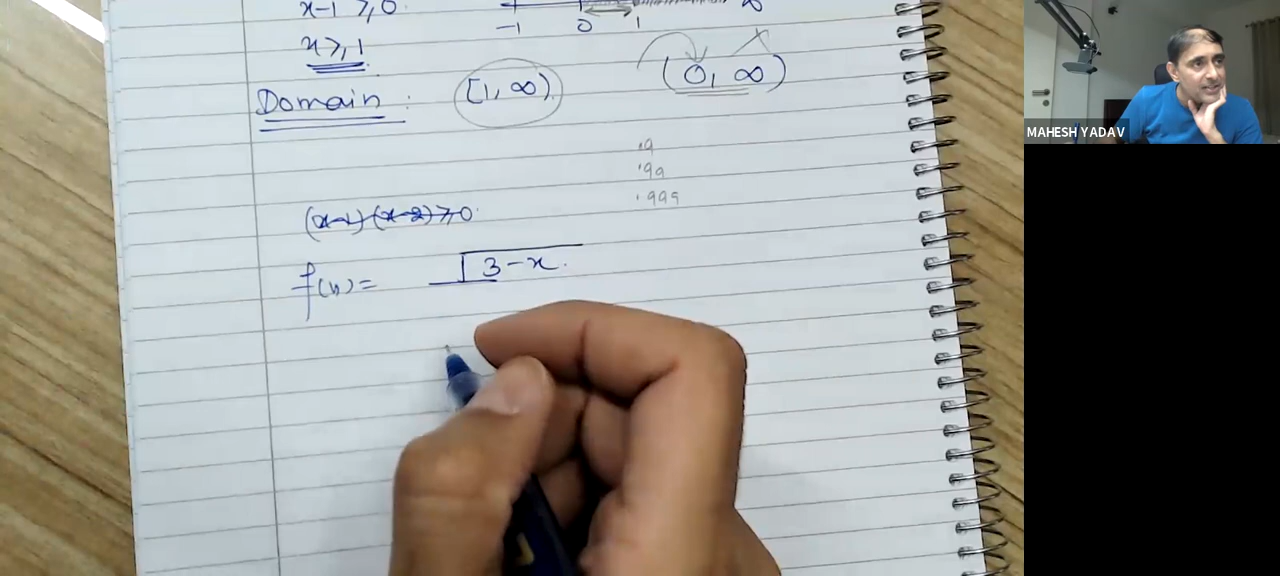 x-1 ⩾ 0
-1 0 1 ∞
x ⩾ 1
Domain : [1, ∞) (0, ∞)
MAHESH YADAV
.9
.99
.999
(x-1)(x-2) ⩾ 0
f(x) = √3-x